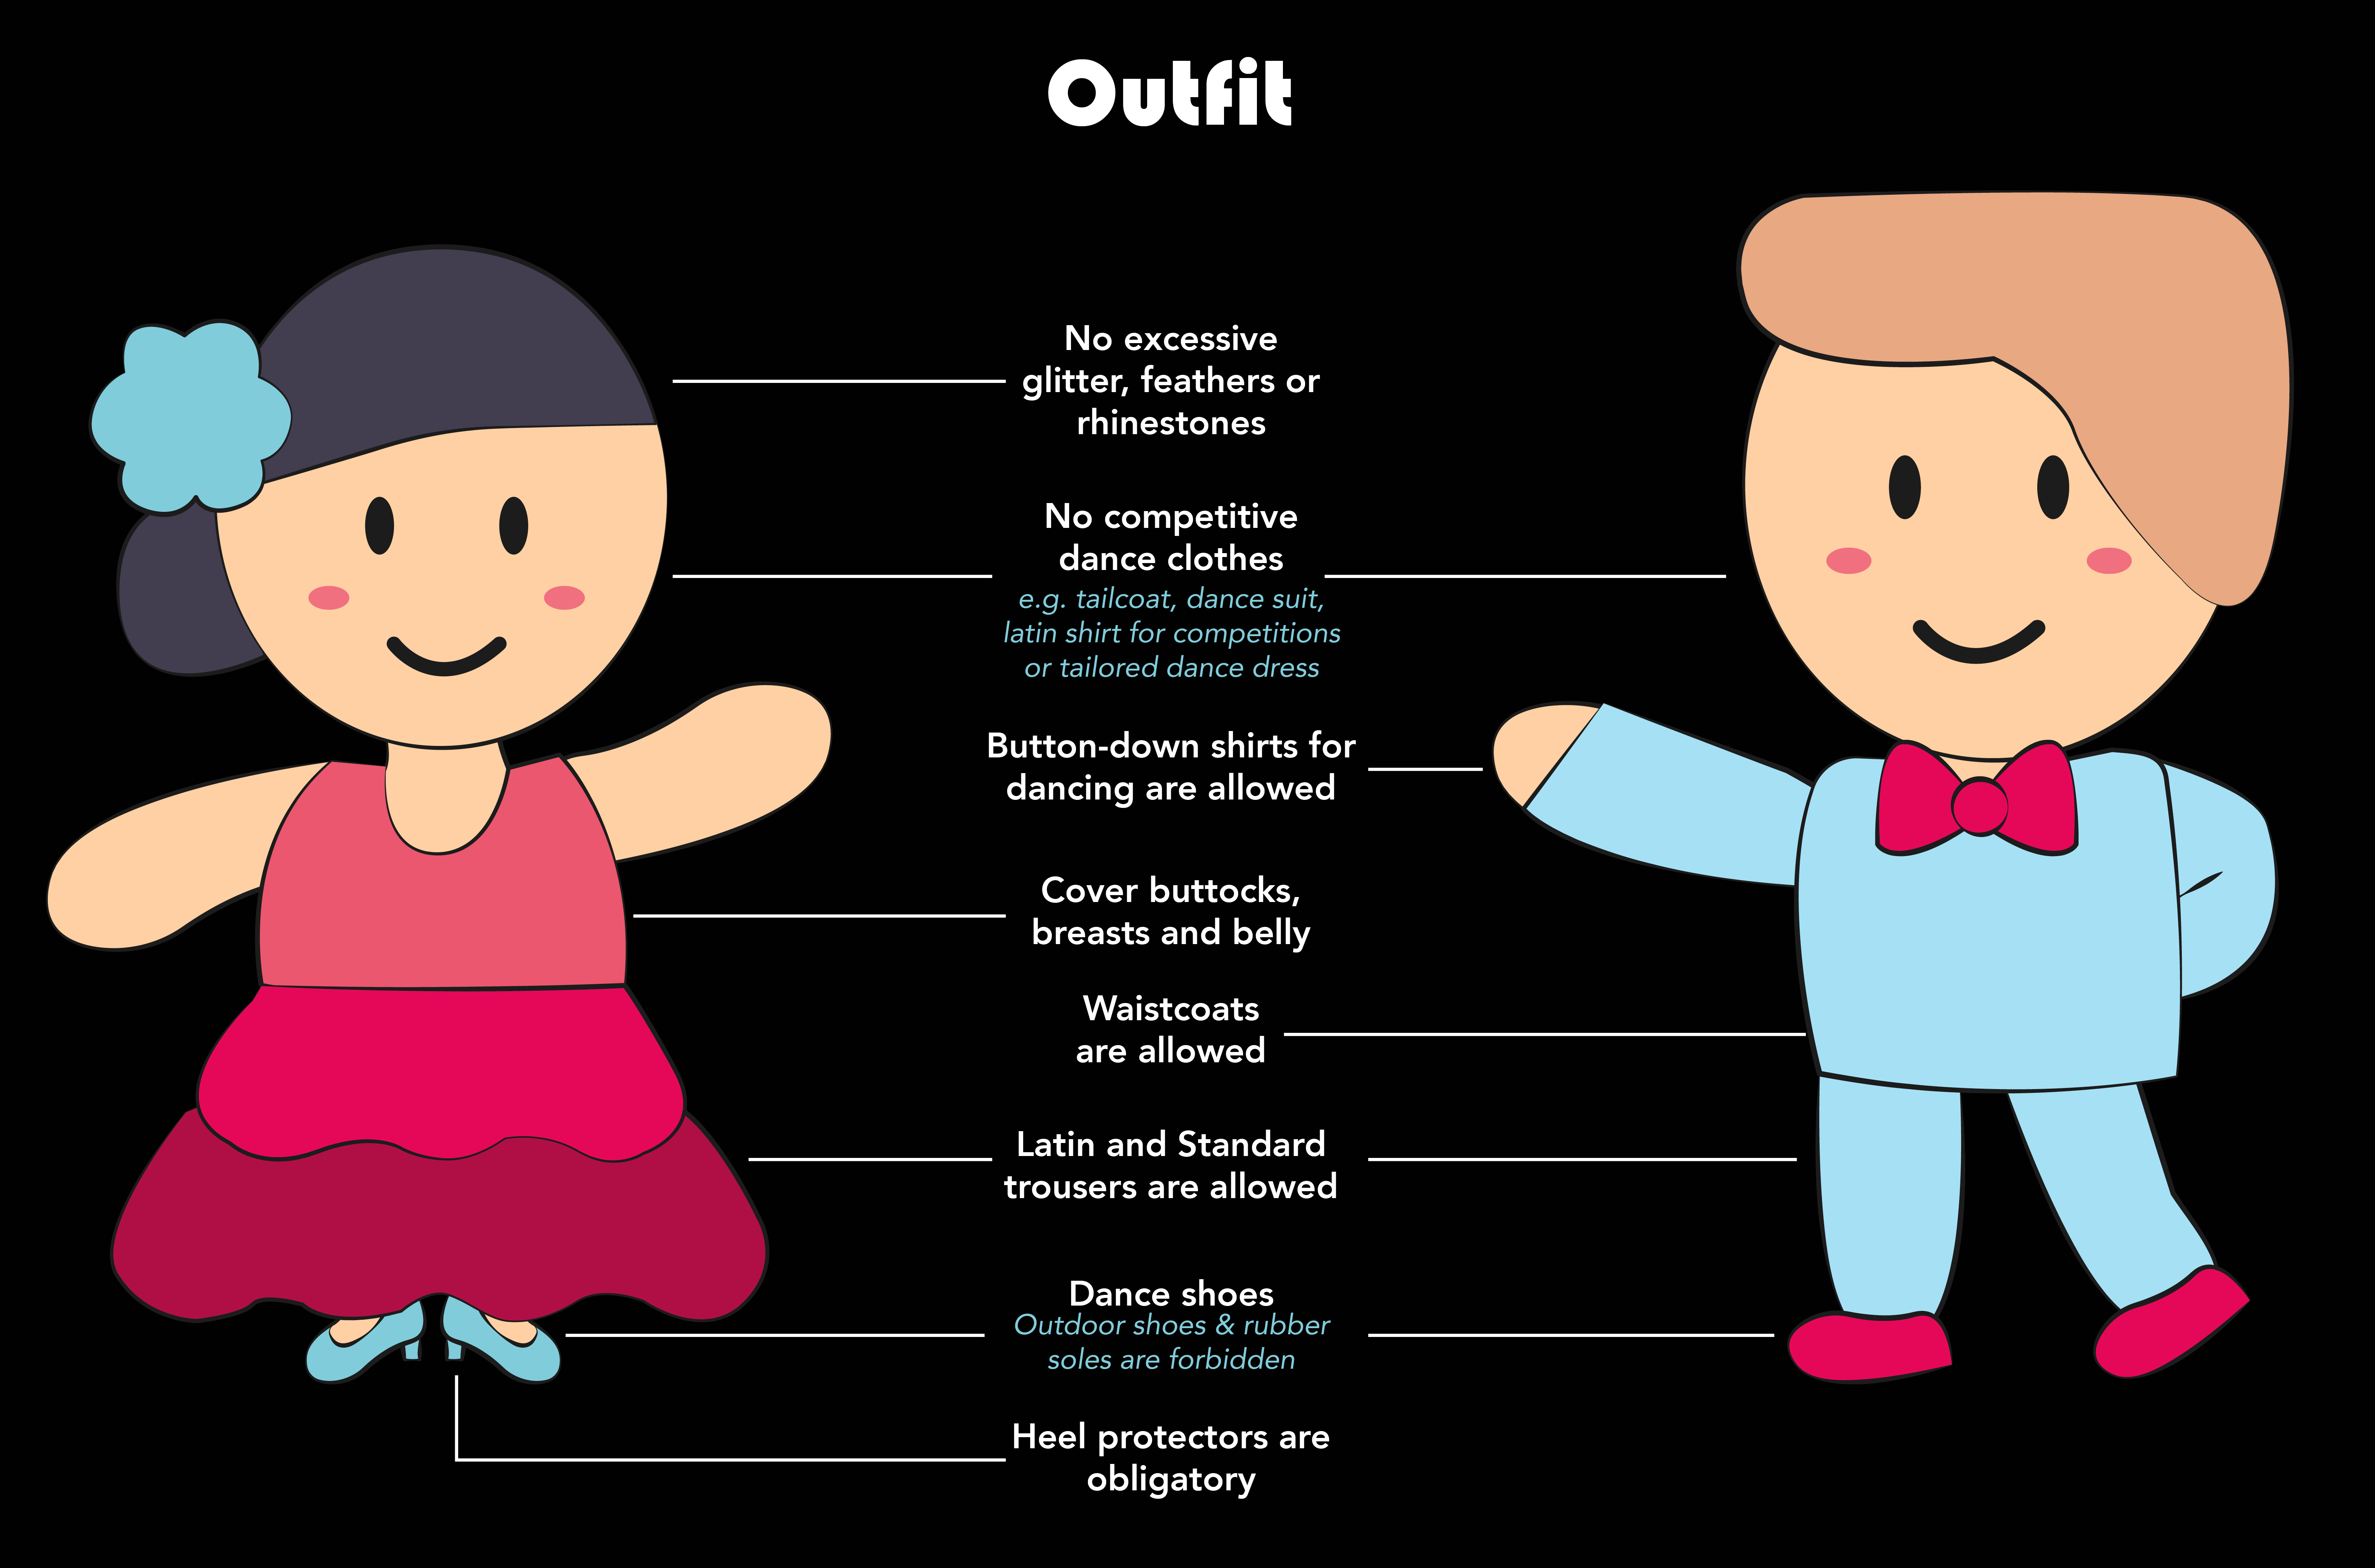 Outfit
No excessive
glitter, feathers or
rhinestones
No competitive
dance clothes
e.g. tailcoat, dance suit,
latin shirt for competitions
or tailored dance dress
Button-down shirts for
dancing are allowed
Cover buttocks,
breasts and belly
Waistcoats
are allowed
Latin and Standard
trousers are allowed
Dance shoes
Outdoor shoes & rubber
soles are forbidden
Heel protectors are
obligatory